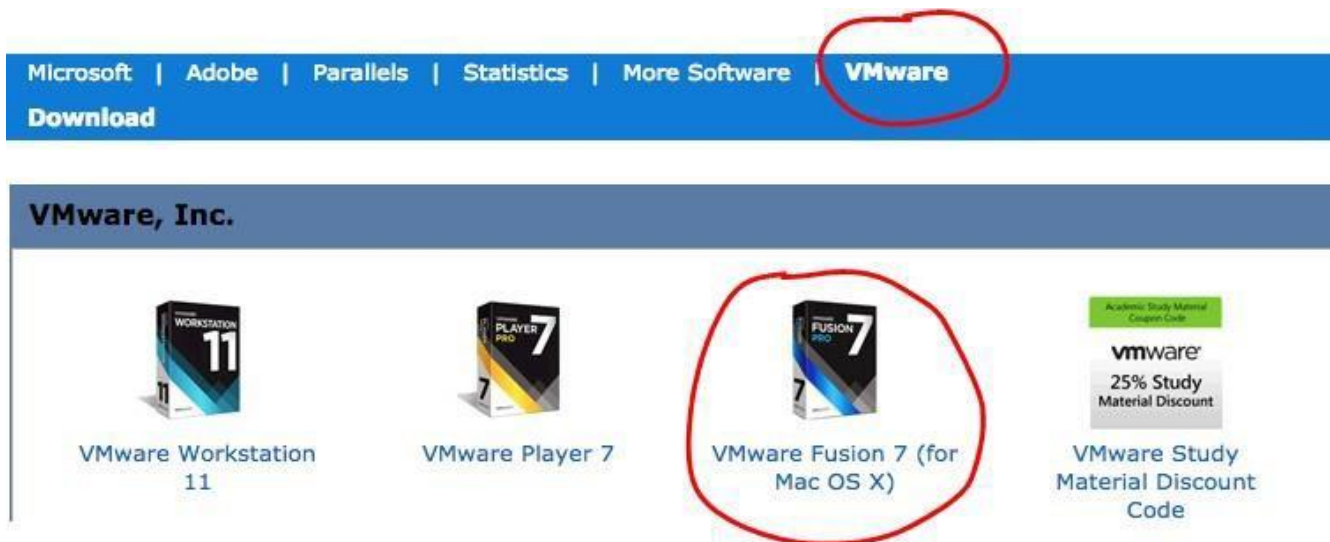 Microsoft | Adobe | Parallels | Statistics | More Software | VMware
Download
VMware, Inc.
WORKSTATION
11
11
VMware Workstation
11
PLAYER
PRO
7
7
VMware Player 7
FUSION
PRO
7
7
VMware Fusion 7 (for
Mac OS X)
Academic Study Material
Coupon Code
vmware
25% Study
Material Discount
VMware Study
Material Discount
Code